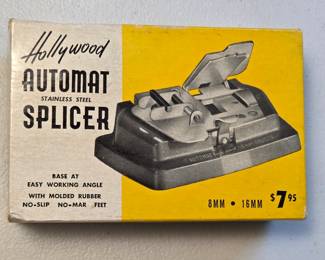 Hollywood
AUTOMAT
STAINLESS STEEL
SPLICER
BASE AT
EASY WORKING ANGLE
WITH MOLDED RUBBER
NO-SLIP NO-MAR FEET
AUTOMAT
8MM • 16MM $7.95